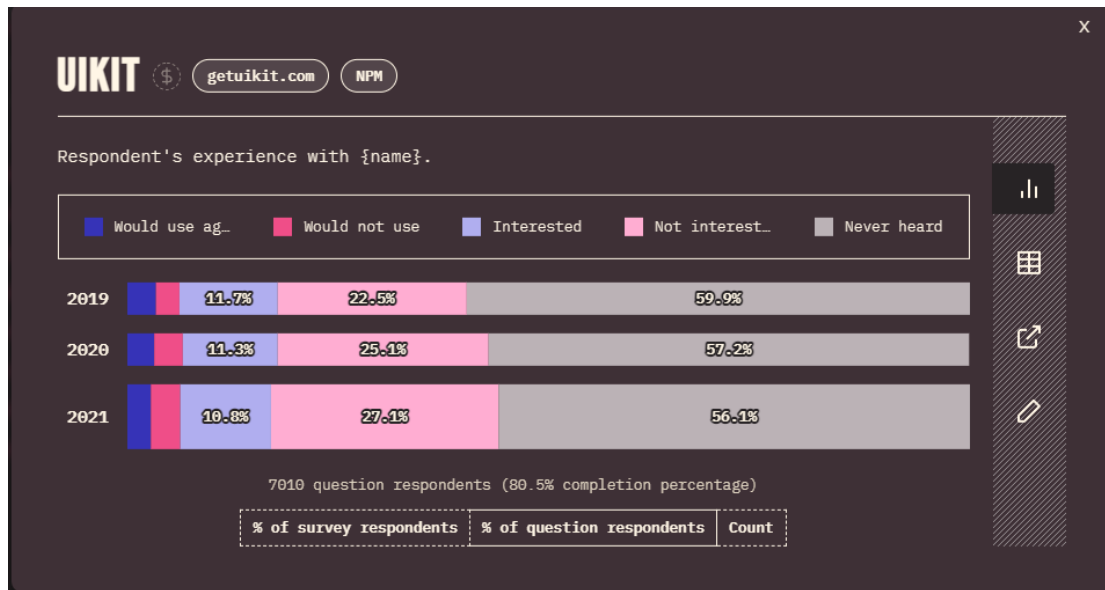 X
UIKIT $ getuikit.com NPM
Respondent's experience with {name}.
Would use ag… Would not use Interested Not interest… Never heard
2019 11.7% 22.5% 59.9%
2020 11.3% 25.1% 57.2%
2021 10.8% 27.1% 56.1%
7010 question respondents (80.5% completion percentage)
% of survey respondents % of question respondents Count